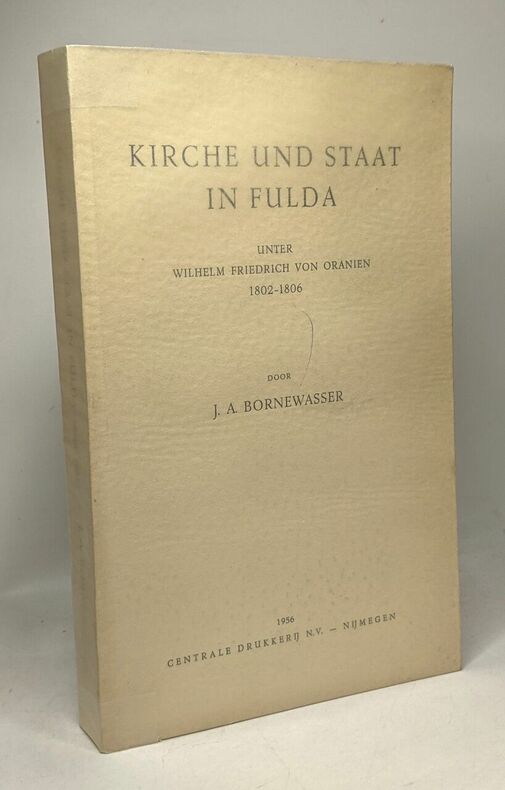 KIRCHE UND STAAT
IN FULDA
UNTER
WILHELM FRIEDRICH VON ORANIEN
1802-1806
DOOR
J. A. BORNEWASSER
1956
CENTRALE DRUKKERIJ N.V. — NIJMEGEN